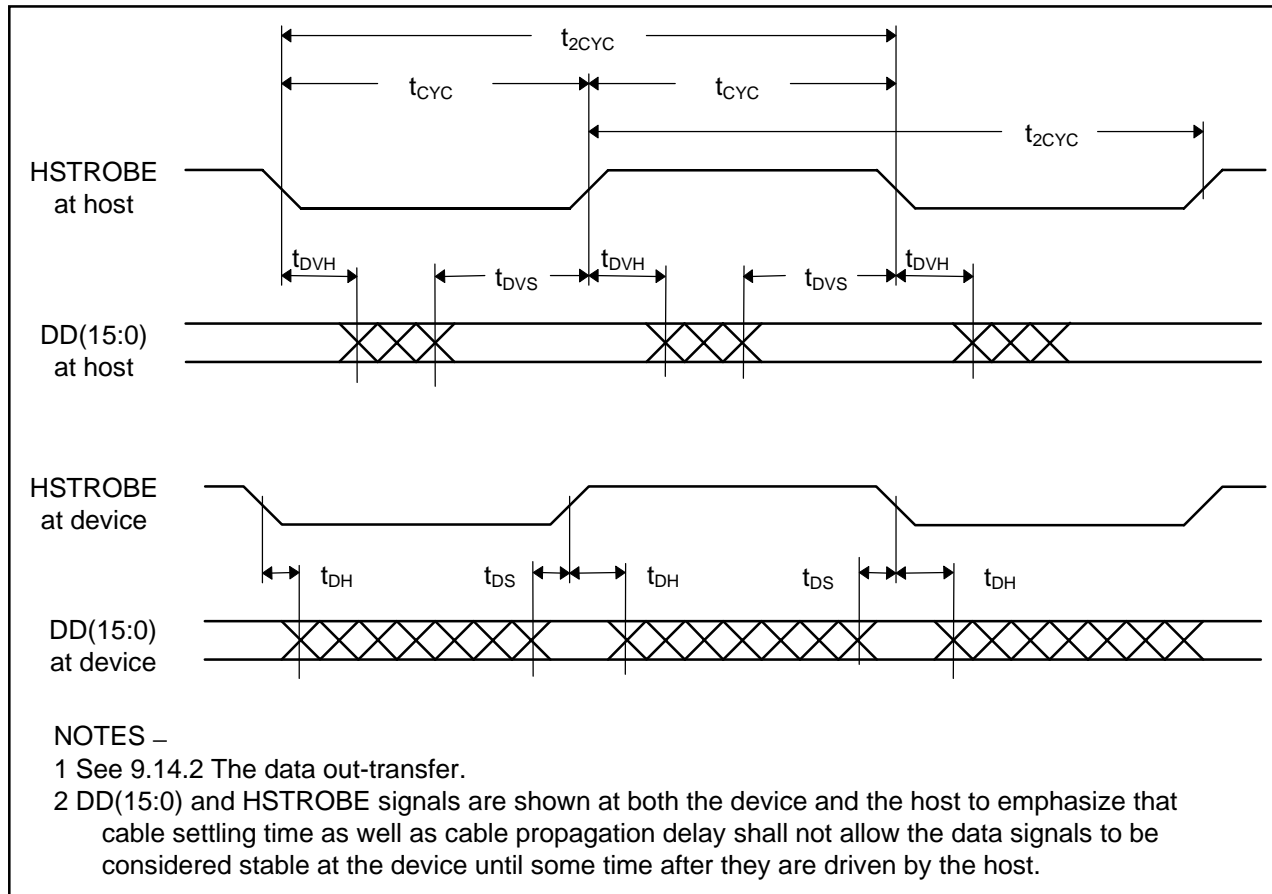 t2CYC
tCYC tCYC
t2CYC
HSTROBE
at host
tDVH tDVS tDVH tDVS tDVH
DD(15:0)
at host
HSTROBE
at device
tDH tDS tDH tDS tDH
DD(15:0)
at device
NOTES –
1 See 9.14.2 The data out-transfer.
2 DD(15:0) and HSTROBE signals are shown at both the device and the host to emphasize that
cable settling time as well as cable propagation delay shall not allow the data signals to be
considered stable at the device until some time after they are driven by the host.